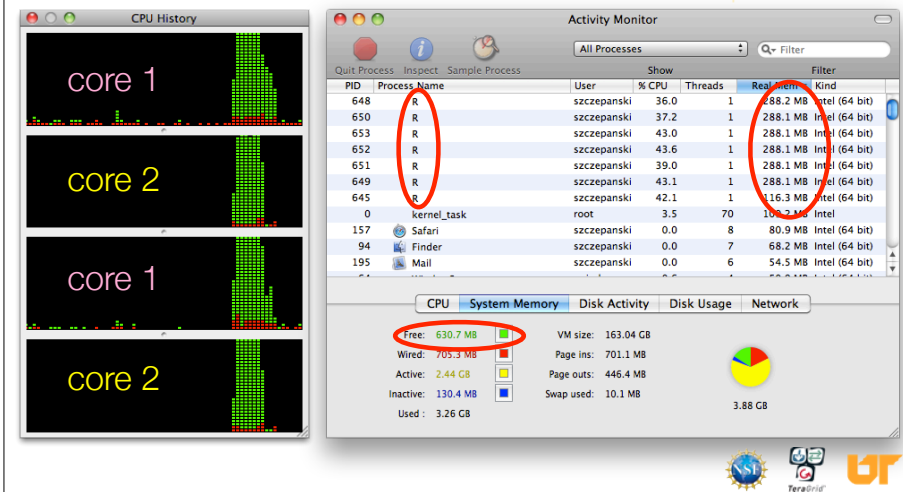 CPU History
core 1
core 2
core 1
core 2
Activity Monitor
All Processes
Filter
Quit Process Inspect Sample Process Show Filter
PID Process Name User % CPU Threads Real Mem Kind
648 R szczepanski 36.0 1 288.2 MB Intel (64 bit)
650 R szczepanski 37.2 1 288.1 MB Intel (64 bit)
653 R szczepanski 43.0 1 288.1 MB Intel (64 bit)
652 R szczepanski 43.6 1 288.1 MB Intel (64 bit)
651 R szczepanski 39.0 1 288.1 MB Intel (64 bit)
649 R szczepanski 43.1 1 288.1 MB Intel (64 bit)
645 R szczepanski 42.1 1 116.3 MB Intel (64 bit)
0 kernel_task root 3.5 70 100.2 MB Intel
157 Safari szczepanski 0.0 8 80.9 MB Intel (64 bit)
94 Finder szczepanski 0.0 7 68.2 MB Intel (64 bit)
195 Mail szczepanski 0.0 6 54.5 MB Intel (64 bit)
CPU System Memory Disk Activity Disk Usage Network
Free: 630.7 MB VM size: 163.04 GB
Wired: 705.3 MB Page ins: 701.1 MB
Active: 2.44 GB Page outs: 446.4 MB
Inactive: 130.4 MB Swap used: 10.1 MB
Used : 3.26 GB
3.88 GB
NSF
TeraGrid
UT